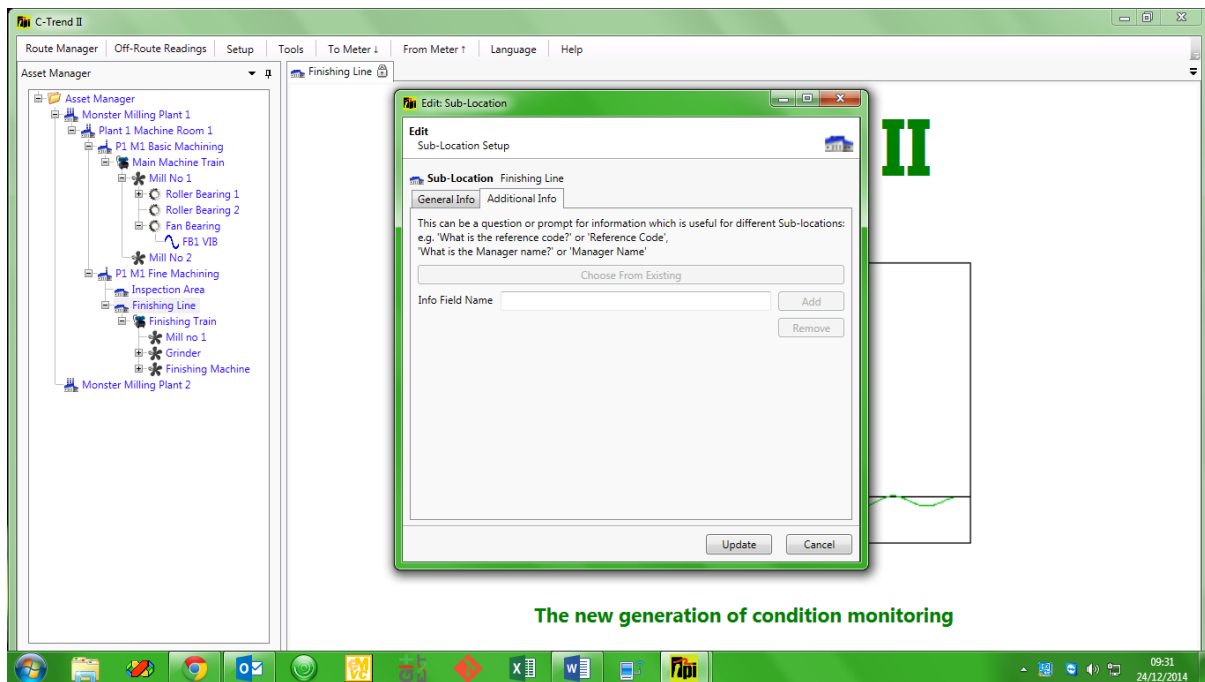 C-Trend II
Route Manager Off-Route Readings Setup Tools To Meter↓ From Meter↑ Language Help
Asset Manager
Finishing Line
Asset Manager
Monster Milling Plant 1
Plant 1 Machine Room 1
P1 M1 Basic Machining
Main Machine Train
Mill No 1
Roller Bearing 1
Roller Bearing 2
Fan Bearing
FB1 VIB
Mill No 2
P1 M1 Fine Machining
Inspection Area
Finishing Line
Finishing Train
Mill no 1
Grinder
Finishing Machine
Monster Milling Plant 2
Edit: Sub-Location
Edit
Sub-Location Setup
Sub-Location Finishing Line
General Info Additional Info
This can be a question or prompt for information which is useful for different Sub-locations:
e.g. 'What is the reference code?' or 'Reference Code',
'What is the Manager name?' or 'Manager Name'
Choose From Existing
Info Field Name Add
Remove
Update Cancel
II
The new generation of condition monitoring
09:31
24/12/2014